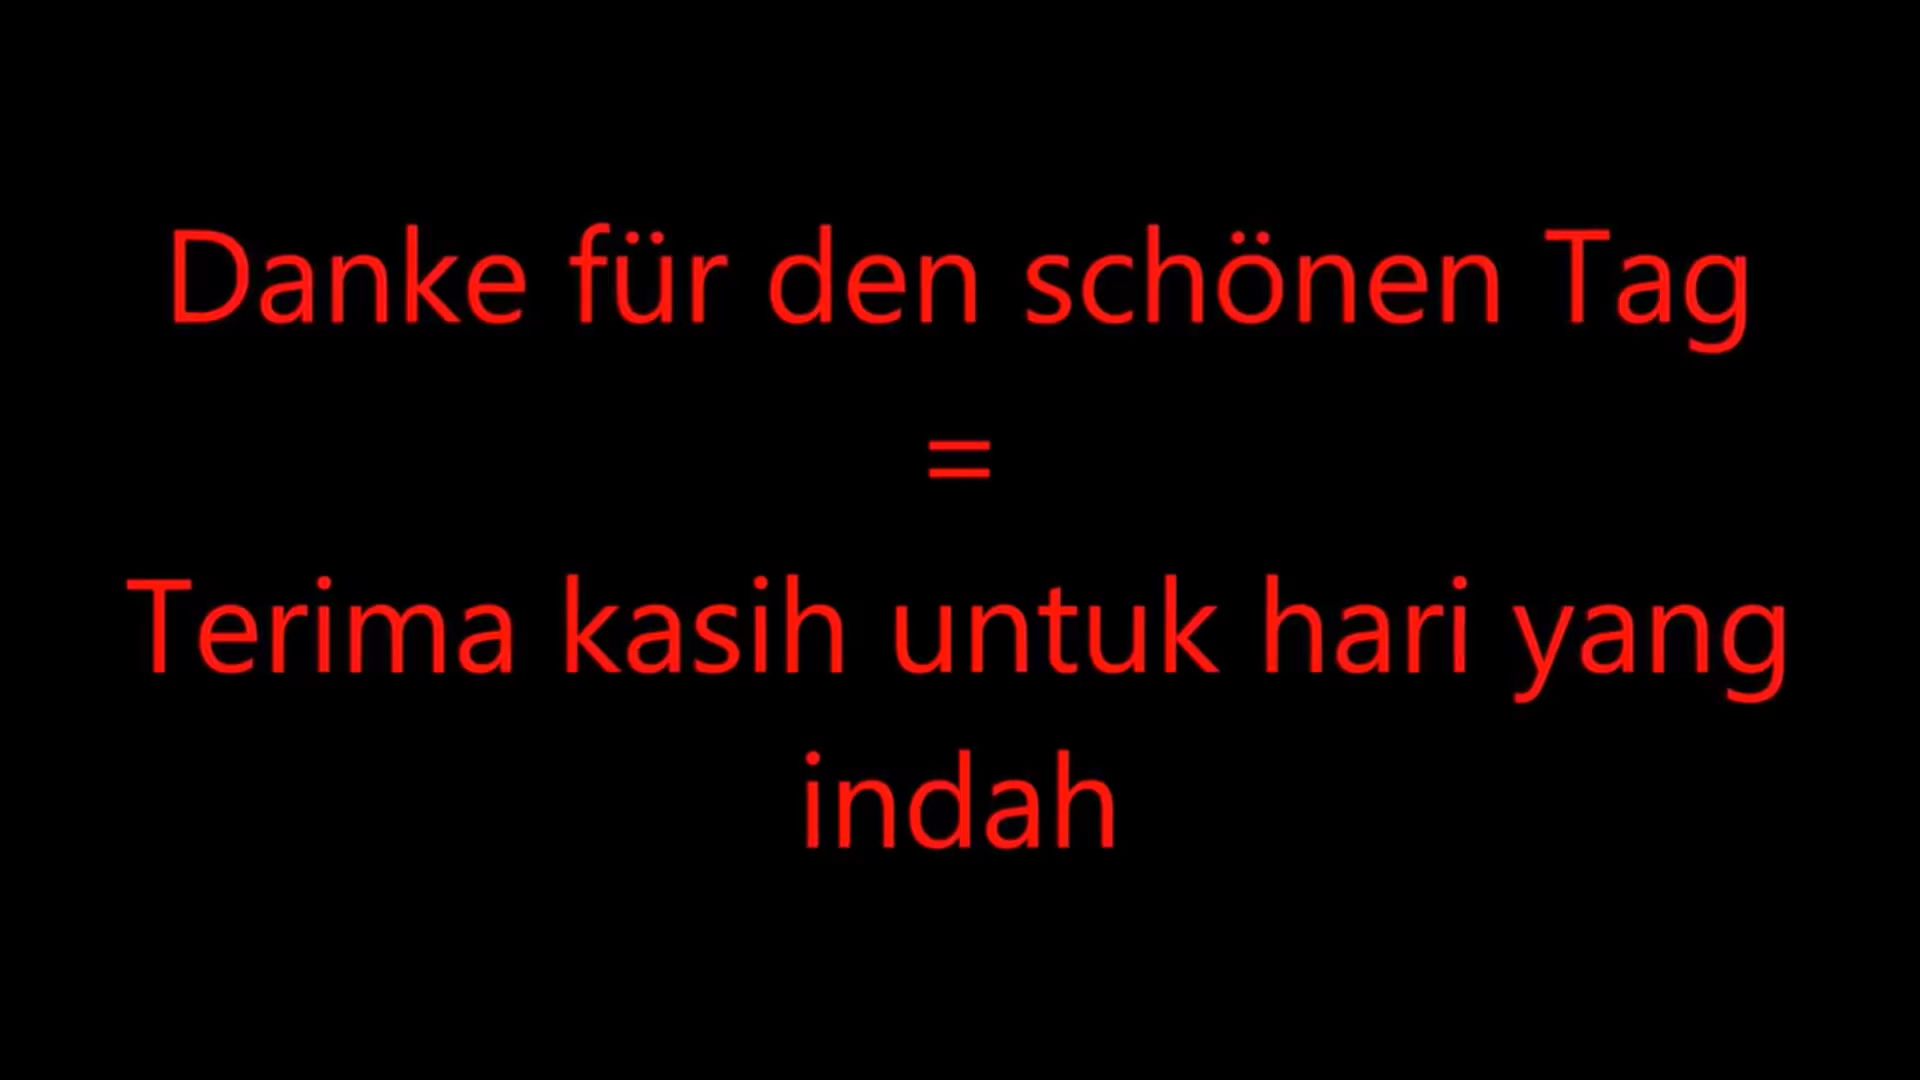 Danke für den schönen Tag
=
Terima kasih untuk hari yang
indah